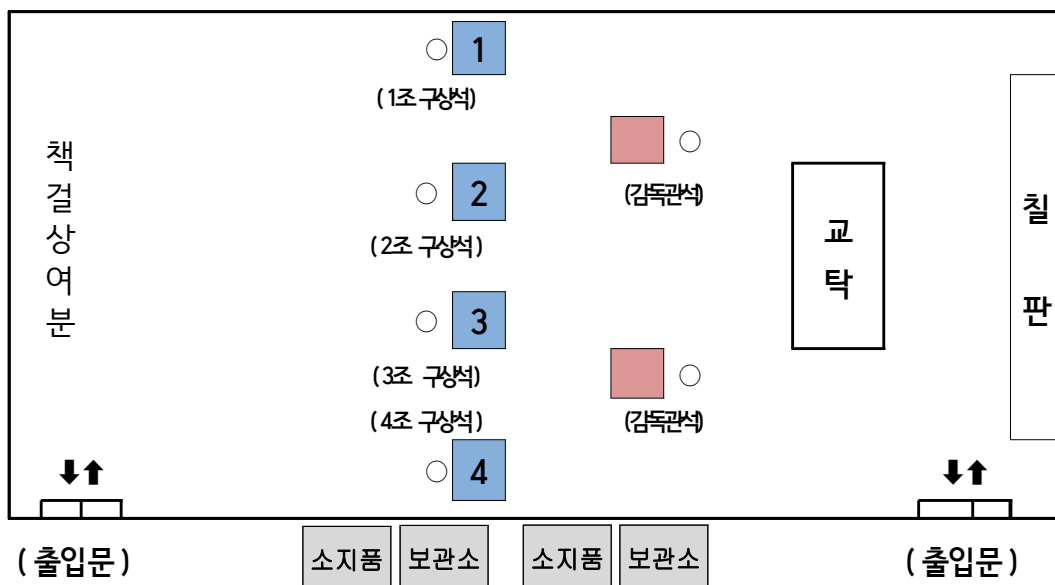 1
( 1조 구상석)
책
걸
상
여
분
2
( 2조 구상석 )
(감독관석)
교
탁
칠
판
3
( 3조 구상석)
( 4조 구상석 )
(감독관석)
4
( 출입문 )
소지품
보관소
소지품
보관소
( 출입문 )